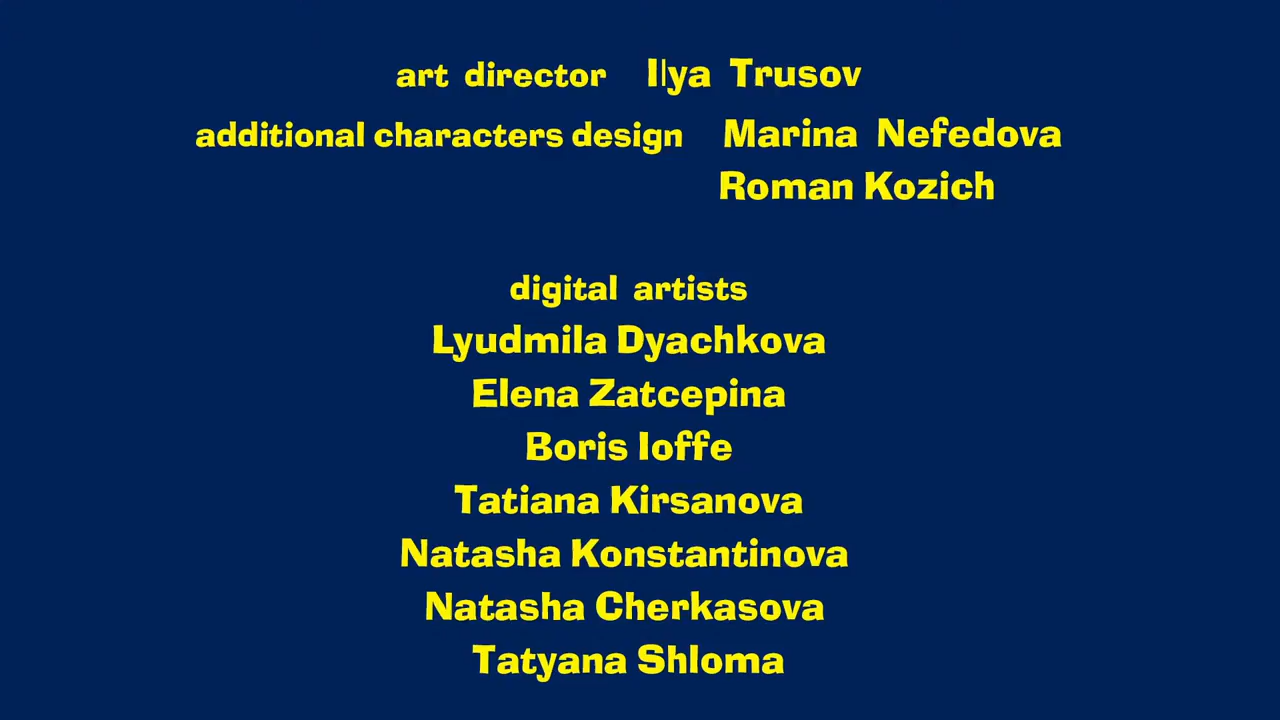 art director Ilya Trusov
additional characters design Marina Nefedova
Roman Kozich
digital artists
Lyudmila Dyachkova
Elena Zatcepina
Boris Ioffe
Tatiana Kirsanova
Natasha Konstantinova
Natasha Cherkasova
Tatyana Shloma